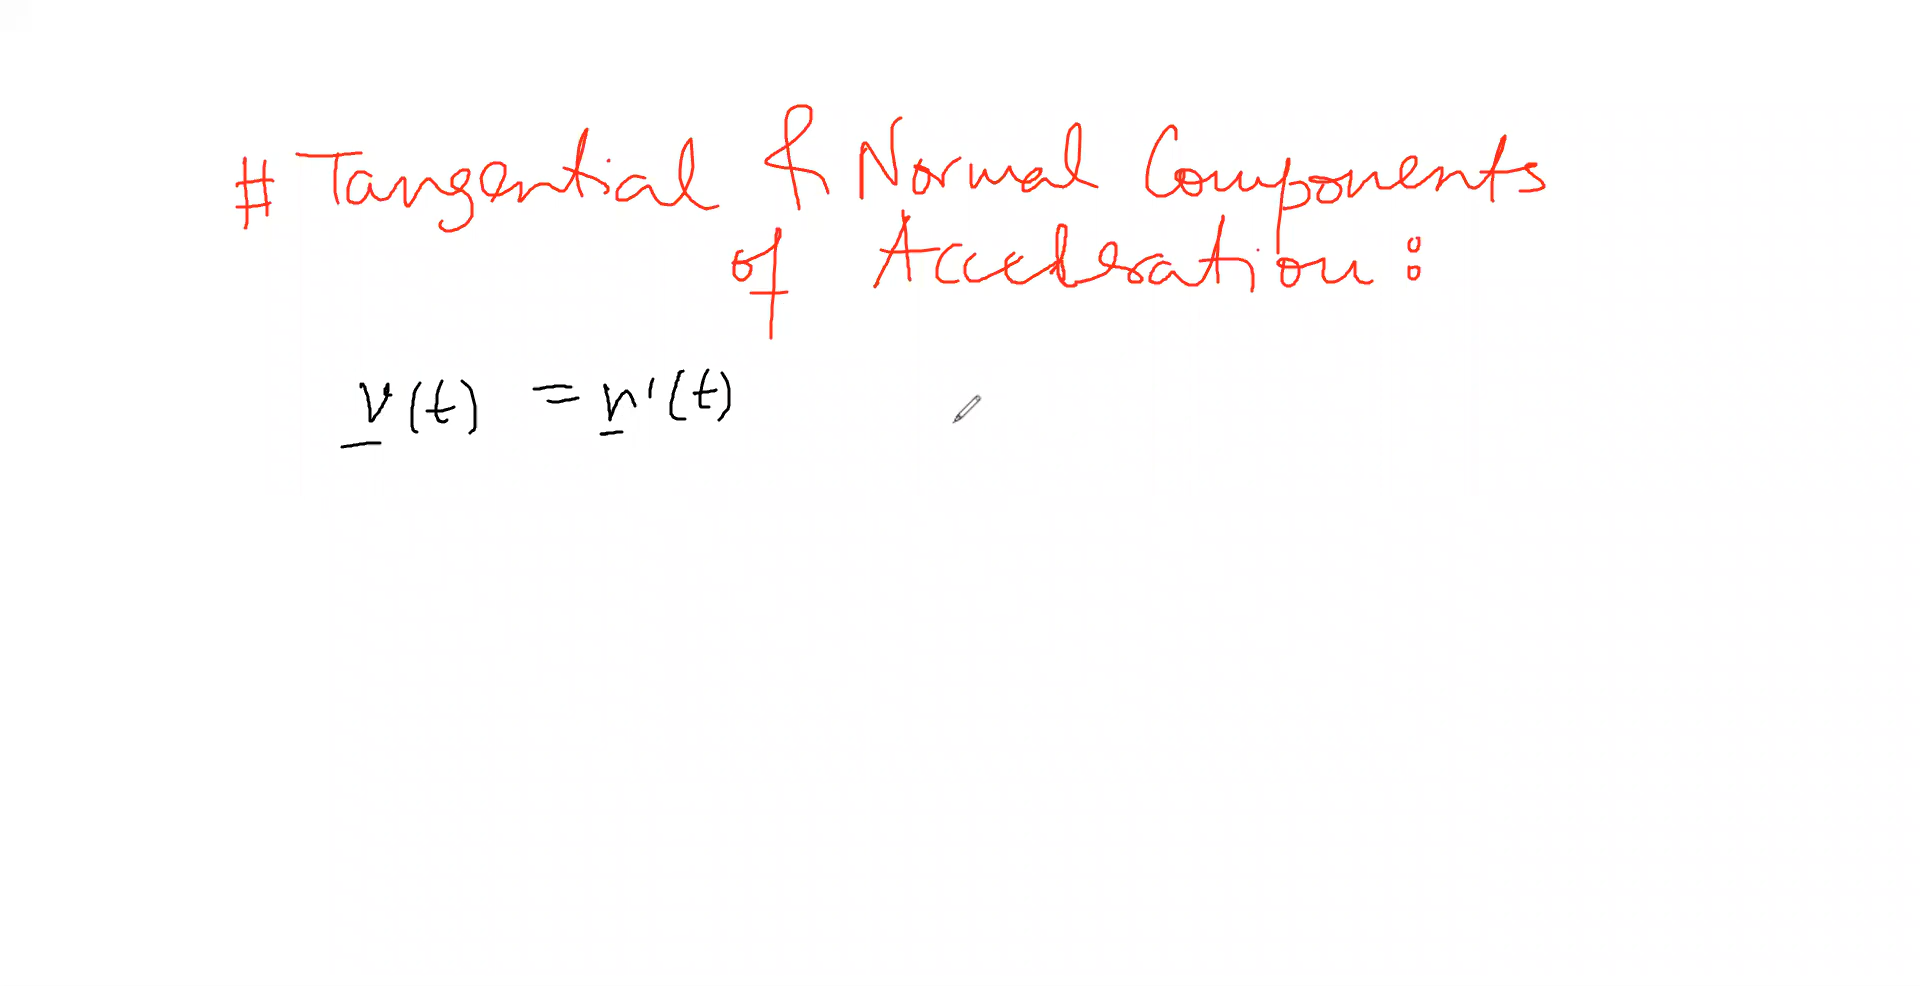 # Tangential & Normal Components
of Acceleration:
v(t) = r'(t)